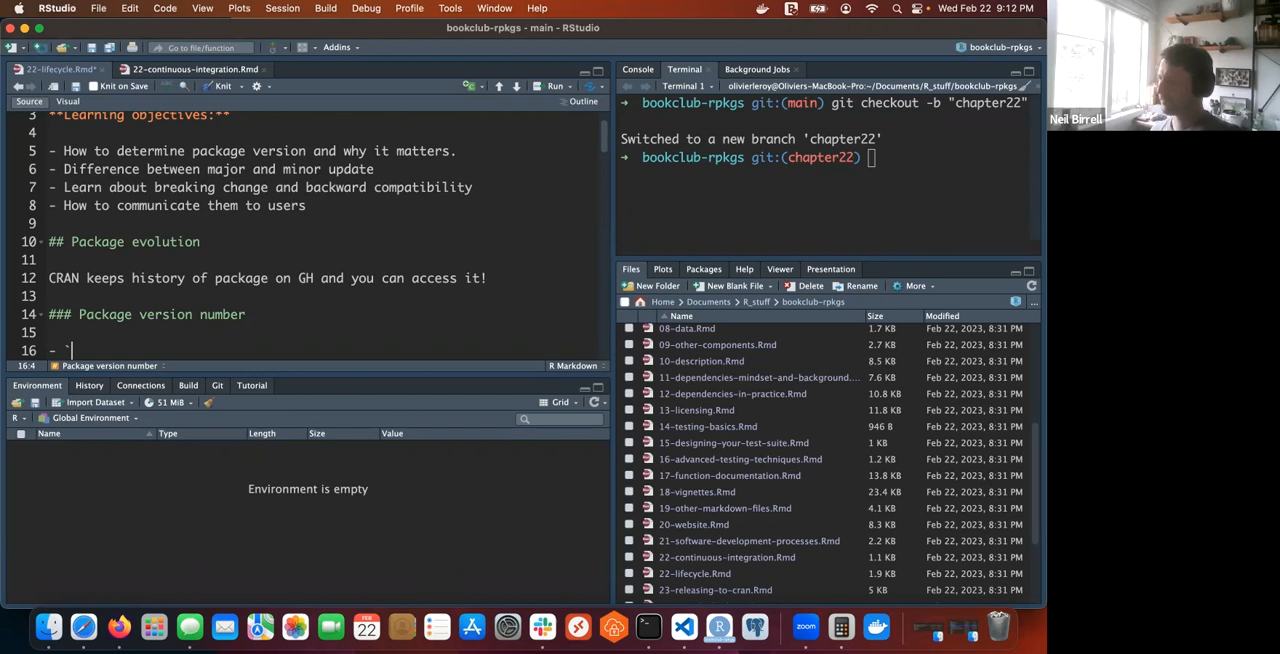 RStudio File Edit Code View Plots Session Build Debug Profile Tools Window Help Wed Feb 22 9:12 PM
bookclub-rpkgs - main - RStudio
Go to file/function Addins bookclub-rpkgs
22-lifecycle.Rmd* 22-continuous-integration.Rmd
Knit on Save Knit Run
Source Visual Outline
3 **Learning objectives:**
4
5 - How to determine package version and why it matters.
6 - Difference between major and minor update
7 - Learn about breaking change and backward compatibility
8 - How to communicate them to users
9
10 ## Package evolution
11
12 CRAN keeps history of package on GH and you can access it!
13
14 ### Package version number
15
16 - `
16:4 Package version number R Markdown
Console Terminal Background Jobs
Terminal 1 olivierleroy@Oliviers-MacBook-Pro:~/Documents/R_stuff/bookclub-rpkgs
bookclub-rpkgs git:(main) git checkout -b "chapter22"
Switched to a new branch 'chapter22'
bookclub-rpkgs git:(chapter22)
Environment History Connections Build Git Tutorial
Import Dataset 51 MiB Grid
R Global Environment
Name Type Length Size Value
Environment is empty
Files Plots Packages Help Viewer Presentation
New Folder New Blank File Delete Rename More
Home Documents R_stuff bookclub-rpkgs ...
Name Size Modified
08-data.Rmd 1.7 KB Feb 22, 2023, 8:31 PM
09-other-components.Rmd 2.7 KB Feb 22, 2023, 8:31 PM
10-description.Rmd 8.5 KB Feb 22, 2023, 8:31 PM
11-dependencies-mindset-and-background.... 7.6 KB Feb 22, 2023, 8:31 PM
12-dependencies-in-practice.Rmd 10.8 KB Feb 22, 2023, 8:31 PM
13-licensing.Rmd 11.8 KB Feb 22, 2023, 8:31 PM
14-testing-basics.Rmd 946 B Feb 22, 2023, 8:31 PM
15-designing-your-test-suite.Rmd 1 KB Feb 22, 2023, 8:31 PM
16-advanced-testing-techniques.Rmd 1.2 KB Feb 22, 2023, 8:31 PM
17-function-documentation.Rmd 13.8 KB Feb 22, 2023, 8:31 PM
18-vignettes.Rmd 23.4 KB Feb 22, 2023, 8:31 PM
19-other-markdown-files.Rmd 4.1 KB Feb 22, 2023, 8:31 PM
20-website.Rmd 8.3 KB Feb 22, 2023, 8:31 PM
21-software-development-processes.Rmd 2.2 KB Feb 22, 2023, 8:31 PM
22-continuous-integration.Rmd 1.1 KB Feb 22, 2023, 8:31 PM
22-lifecycle.Rmd 1.9 KB Feb 22, 2023, 8:31 PM
23-releasing-to-cran.Rmd 5 KB Feb 22, 2023, 8:31 PM
Neil Birrell
FEB
22
zoom